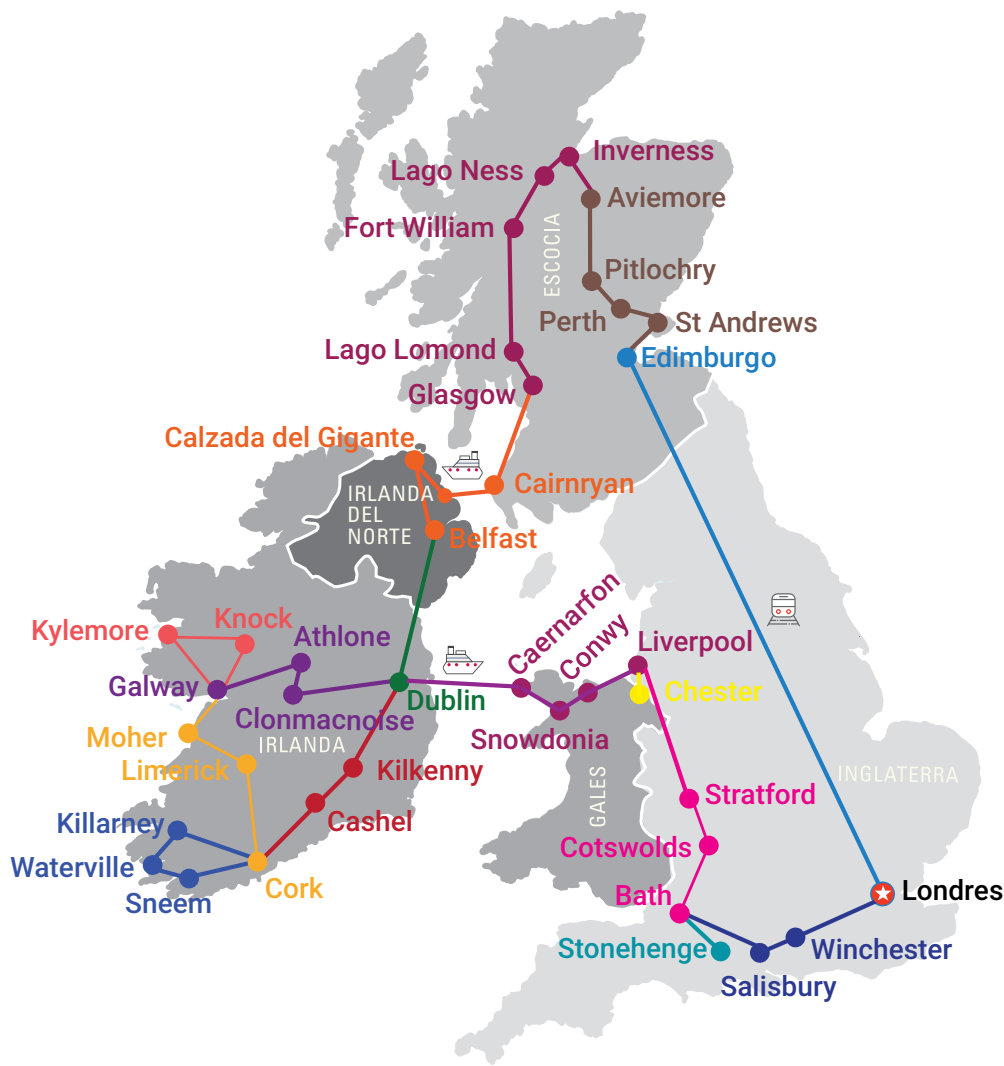 Inverness
Lago Ness
Aviemore
Fort William
ESCOCIA
Pitlochry
Perth
St Andrews
Lago Lomond
Edimburgo
Glasgow
Calzada del Gigante
Cairnryan
IRLANDA
DEL
NORTE
Belfast
Caernarfon
Conwy
Knock
Kylemore
Athlone
Liverpool
Galway
Dublin
Chester
Clonmacnoise
Snowdonia
Moher
IRLANDA
Limerick
Kilkenny
INGLATERRA
GALES
Stratford
Cashel
Killarney
Cotswolds
Waterville
Cork
Sneem
Bath
Londres
Stonehenge
Winchester
Salisbury